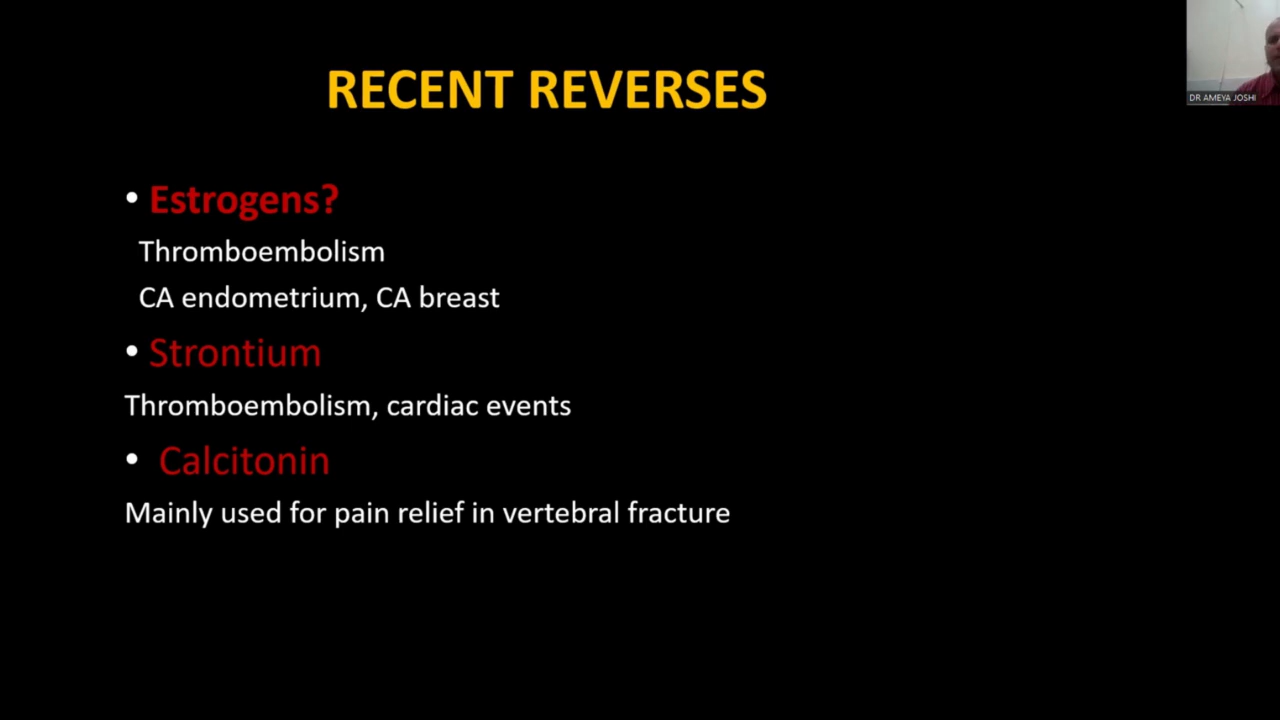 RECENT REVERSES
DR AMEYA JOSHI
• Estrogens?
Thromboembolism
CA endometrium, CA breast
• Strontium
Thromboembolism, cardiac events
• Calcitonin
Mainly used for pain relief in vertebral fracture